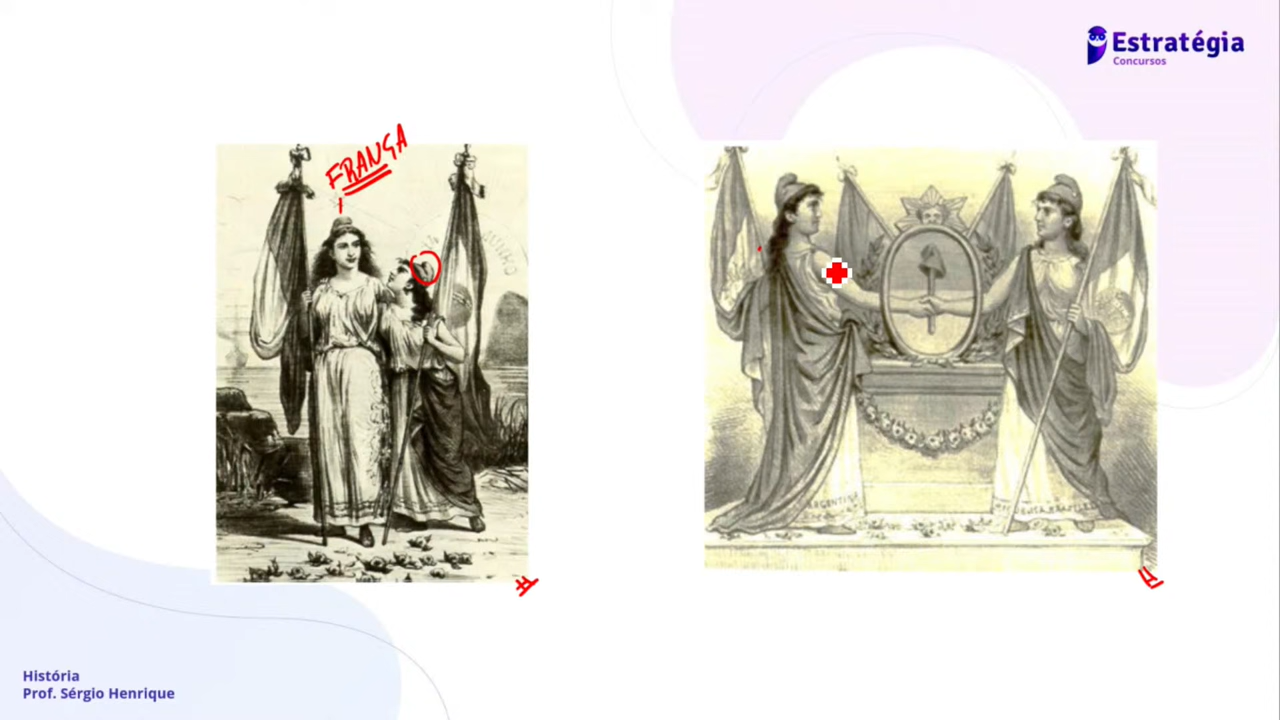 Estratégia
Concursos
FRANÇA
ARGENTINA
História
Prof. Sérgio Henrique